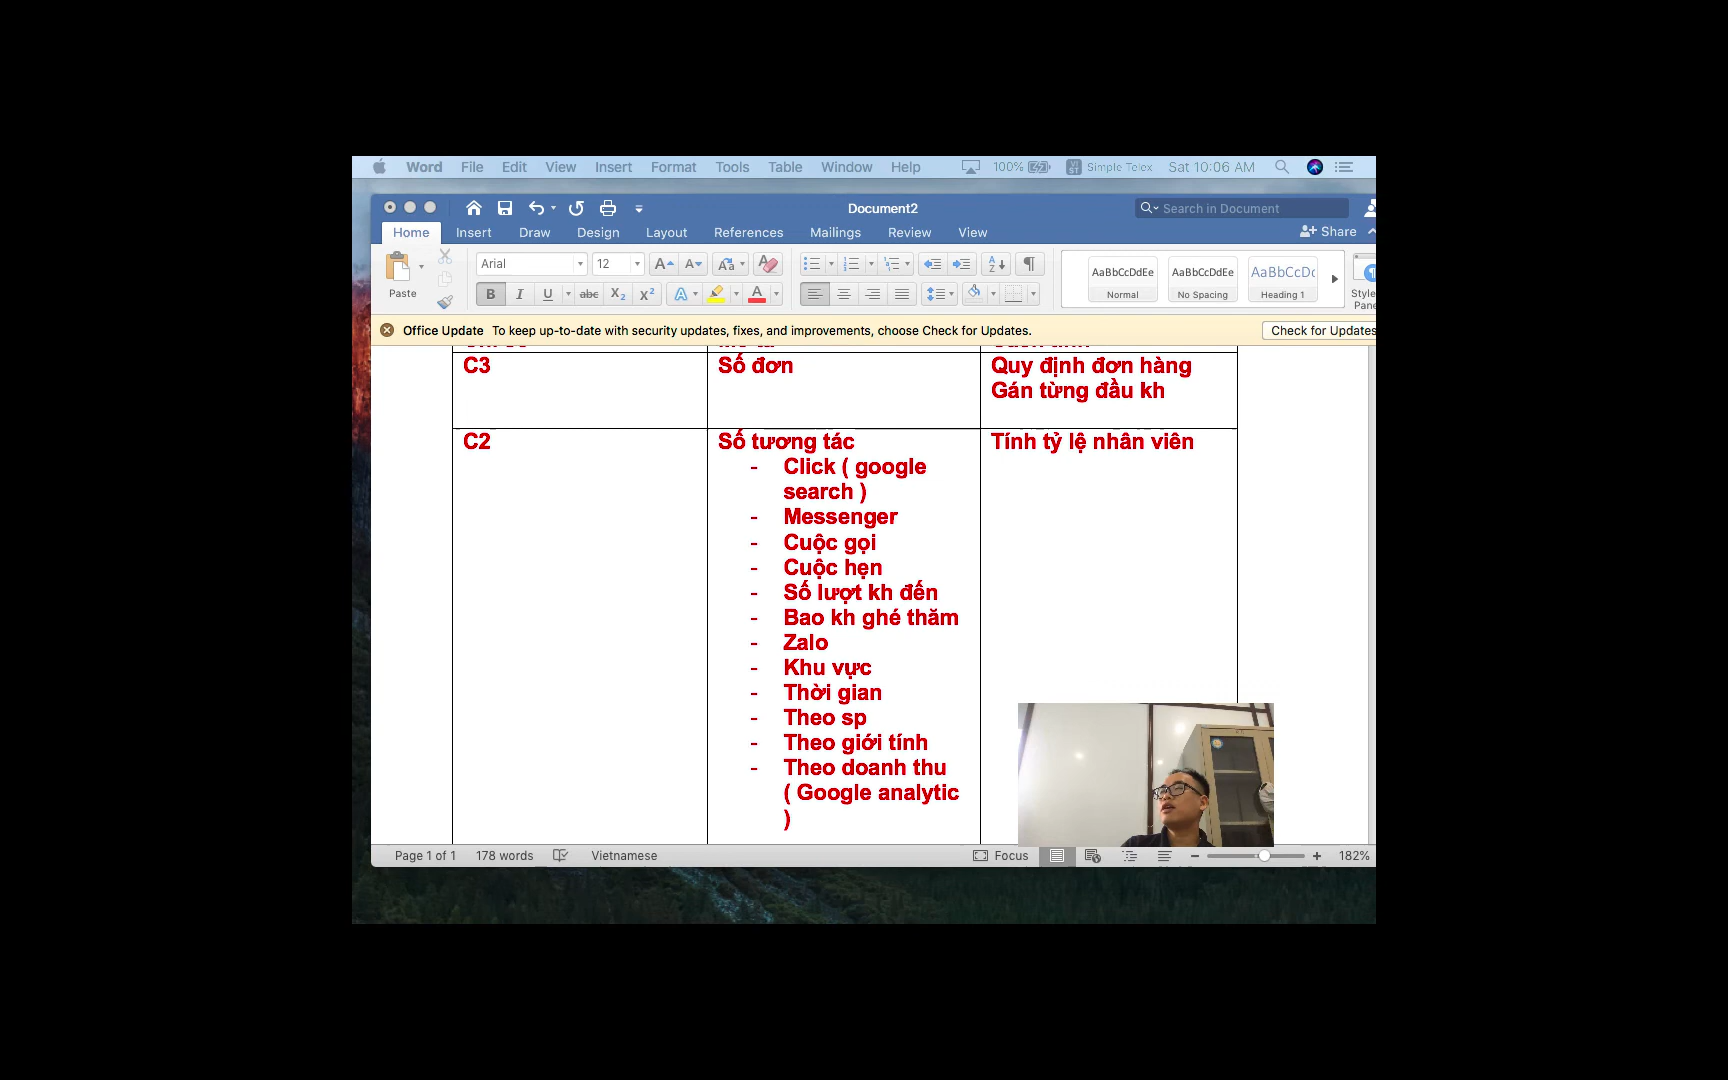 Word File Edit View Insert Format Tools Table Window Help 100% Simple Telex Sat 10:06 AM
Document2
Search in Document
Home Insert Draw Design Layout References Mailings Review View Share
Paste
Arial 12
AaBbCcDdEe AaBbCcDdEe AaBbCcDc
Normal No Spacing Heading 1
Office Update To keep up-to-date with security updates, fixes, and improvements, choose Check for Updates. Check for Updates
C3 Số đơn Quy định đơn hàng
Gán từng đầu kh
C2 Số tương tác Tính tỷ lệ nhân viên
- Click ( google
search )
- Messenger
- Cuộc gọi
- Cuộc hẹn
- Số lượt kh đến
- Bao kh ghé thăm
- Zalo
- Khu vực
- Thời gian
- Theo sp
- Theo giới tính
- Theo doanh thu
( Google analytic
)
Page 1 of 1 178 words Vietnamese Focus 182%